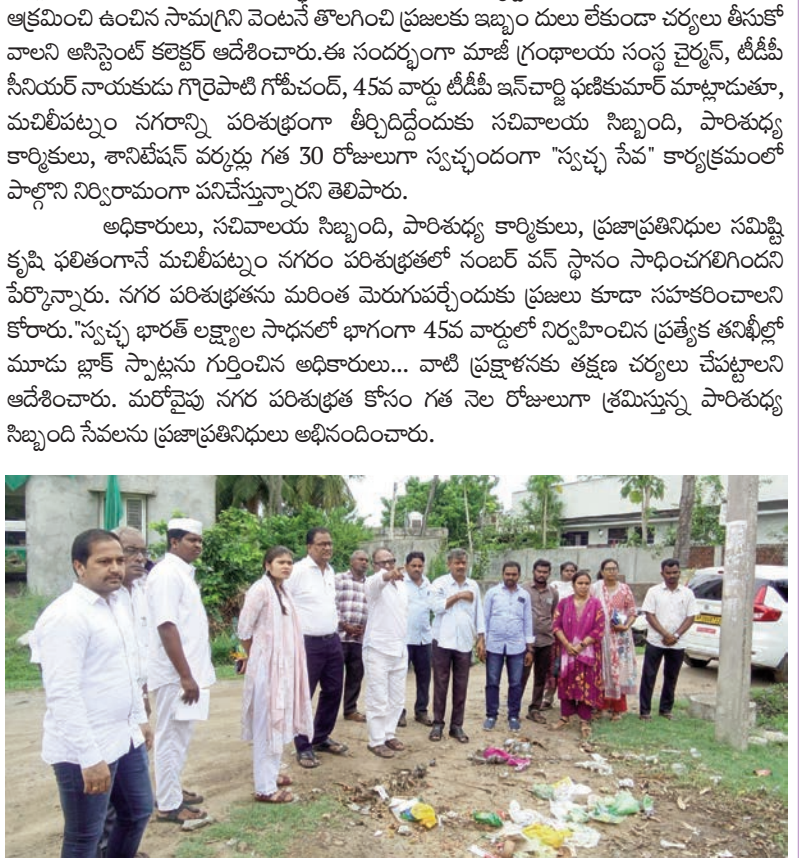 ఆక్రమించి ఉంచిన సామగ్రిని వెంటనే తొలగించి ప్రజలకు ఇబ్బం దులు లేకుండా చర్యలు తీసుకో
వాలని అసిస్టెంట్ కలెక్టర్ ఆదేశించారు.ఈ సందర్భంగా మాజీ గ్రంథాలయ సంస్థ చైర్మన్, టీడీపీ
సీనియర్ నాయకుడు గొర్రెపాటి గోపీచంద్, 45వ వార్డు టీడీపీ ఇన్‌చార్జి ఫణికుమార్ మాట్లాడుతూ,
మచిలీపట్నం నగరాన్ని పరిశుభ్రంగా తీర్చిదిద్దేందుకు సచివాలయ సిబ్బంది, పారిశుధ్య
కార్మికులు, శానిటేషన్ వర్కర్లు గత 30 రోజులుగా స్వచ్ఛందంగా "స్వచ్ఛ సేవ" కార్యక్రమంలో
పాల్గొని నిర్విరామంగా పనిచేస్తున్నారని తెలిపారు.
అధికారులు, సచివాలయ సిబ్బంది, పారిశుధ్య కార్మికులు, ప్రజాప్రతినిధుల సమిష్టి
కృషి ఫలితంగానే మచిలీపట్నం నగరం పరిశుభ్రతలో నంబర్ వన్ స్థానం సాధించగలిగిందని
పేర్కొన్నారు. నగర పరిశుభ్రతను మరింత మెరుగుపర్చేందుకు ప్రజలు కూడా సహకరించాలని
కోరారు."స్వచ్ఛ భారత్ లక్ష్యాల సాధనలో భాగంగా 45వ వార్డులో నిర్వహించిన ప్రత్యేక తనిఖీల్లో
మూడు బ్లాక్ స్పాట్లను గుర్తించిన అధికారులు... వాటి ప్రక్షాళనకు తక్షణ చర్యలు చేపట్టాలని
ఆదేశించారు. మరోవైపు నగర పరిశుభ్రత కోసం గత నెల రోజులుగా శ్రమిస్తున్న పారిశుధ్య
సిబ్బంది సేవలను ప్రజాప్రతినిధులు అభినందించారు.